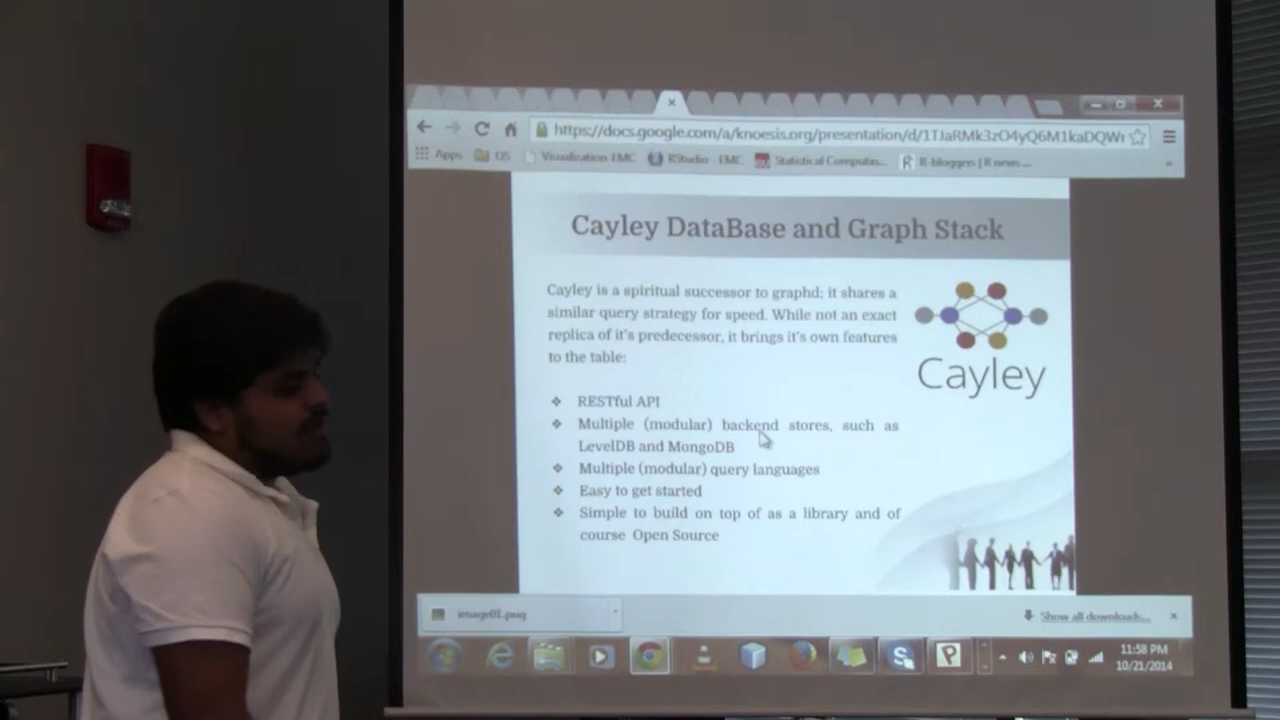 https://docs.google.com/a/knoesis.org/presentation/d/1TJaRMk3zO4yQ6M1kaDQWr
Apps OS Visualization-EMC RStudio - EMC Statistical Computin... R-bloggers | R news ...
Cayley DataBase and Graph Stack
Cayley is a spiritual successor to graphd; it shares a
similar query strategy for speed. While not an exact
replica of it's predecessor, it brings it's own features
to the table:
Cayley
❖ RESTful API
❖ Multiple (modular) backend stores, such as
LevelDB and MongoDB
❖ Multiple (modular) query languages
❖ Easy to get started
❖ Simple to build on top of as a library and of
course Open Source
image01.png
Show all downloads...
11:58 PM
10/21/2014